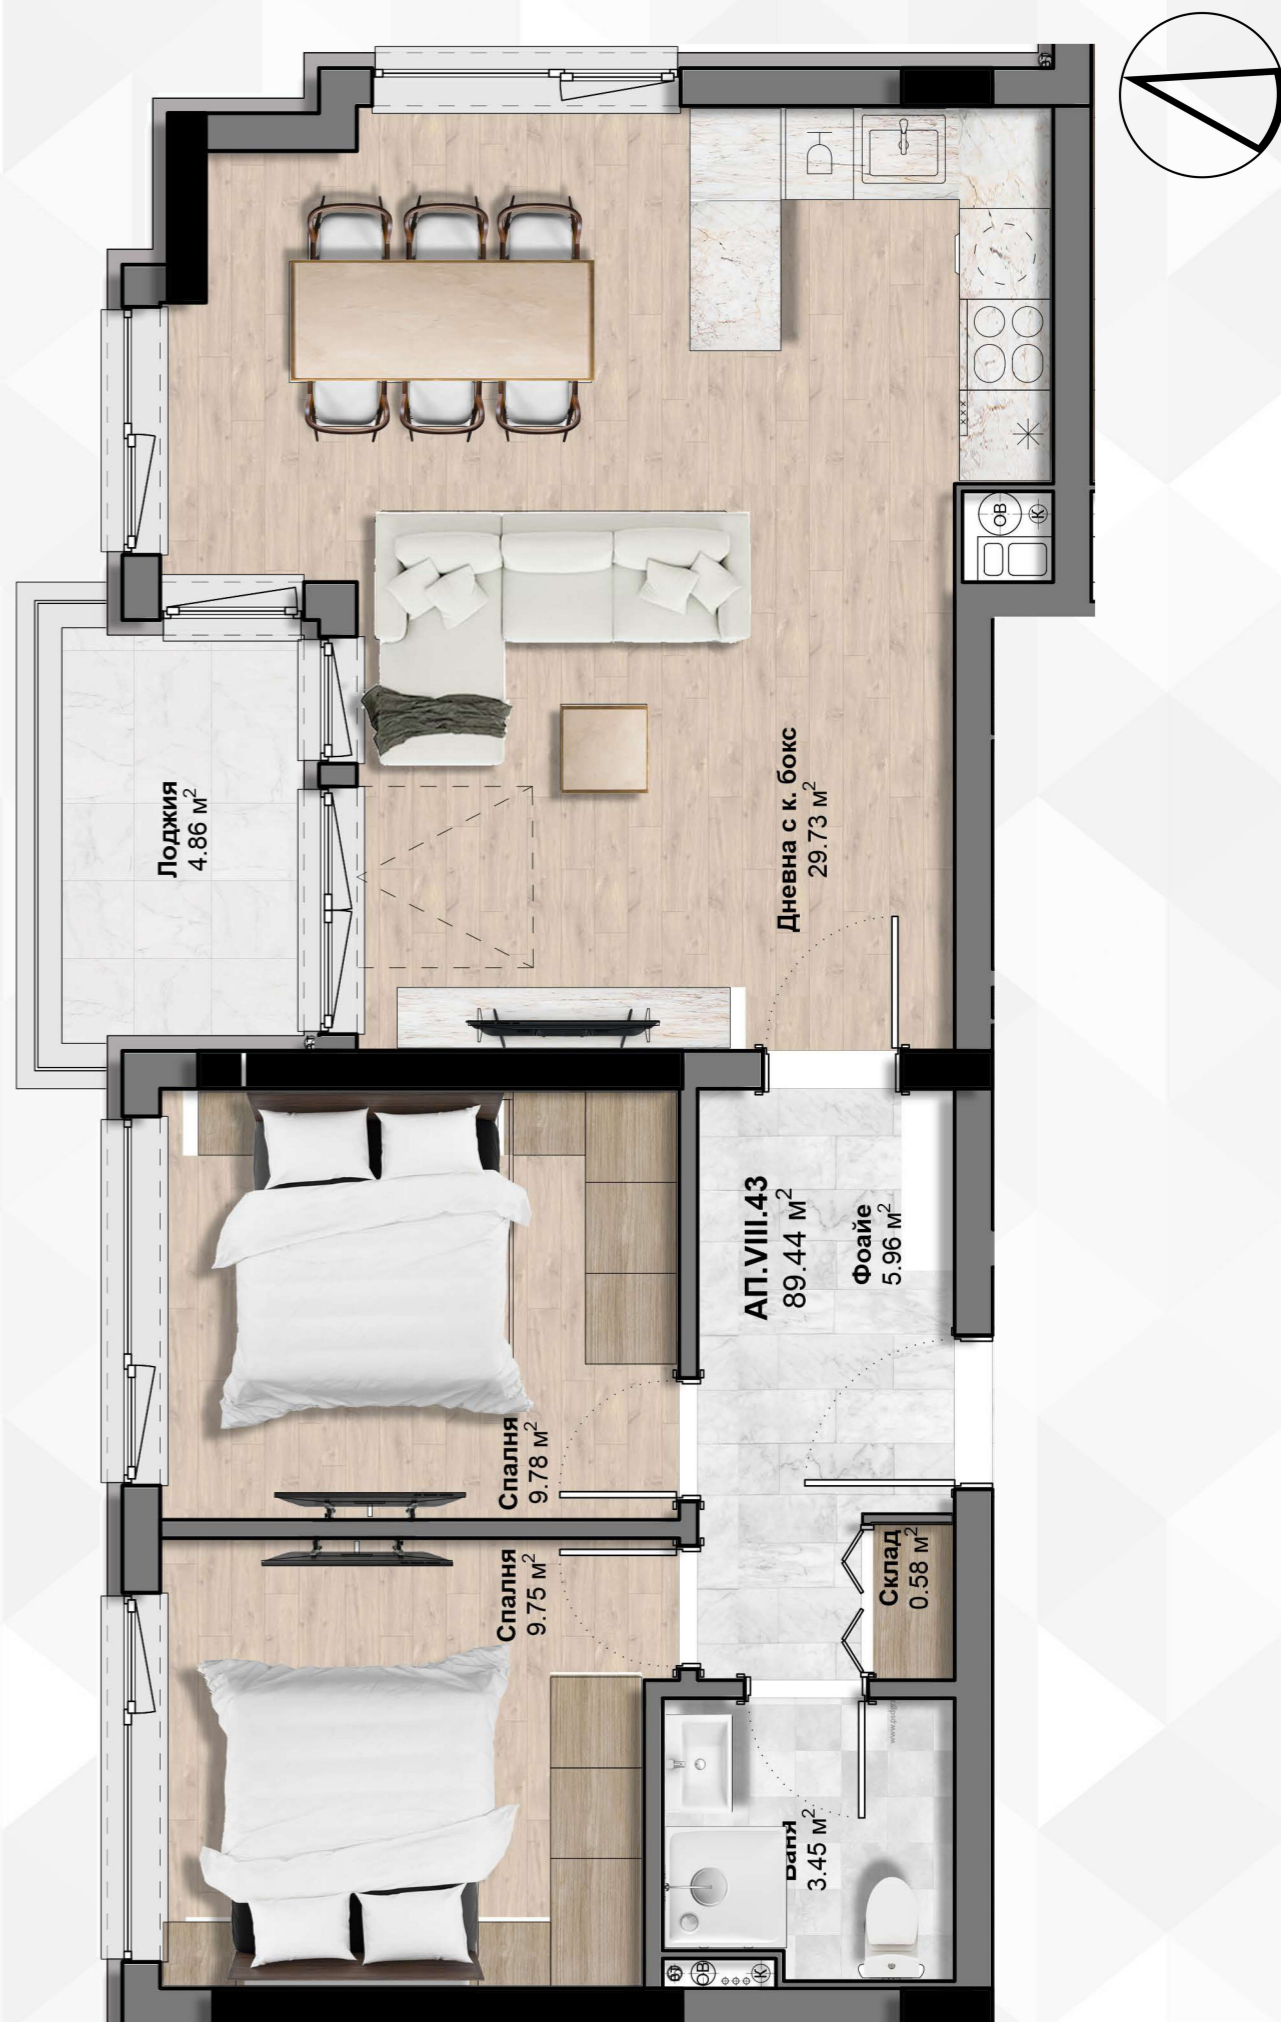 Лоджия
4.86 м²
Дневна с к. бокс
29.73 м²
ОВ
К
АП.VIII.43
89.44 м²
Фоайе
5.96 м²
Спалня
9.78 м²
Спалня
9.75 м²
Склад
0.58 м²
Баня
3.45 м²
ОВ
К